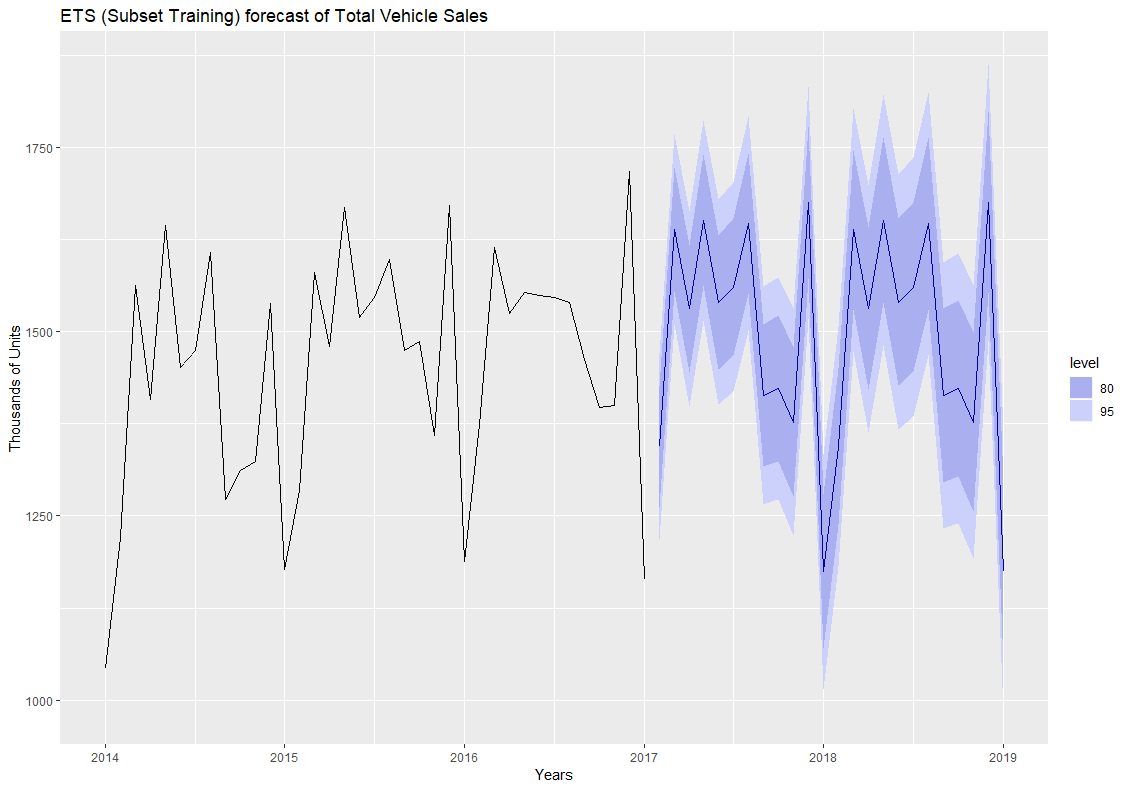 ETS (Subset Training) forecast of Total Vehicle Sales
Thousands of Units
1750
1500
1250
1000
2014 2015 2016 2017 2018 2019
Years
level
80
95